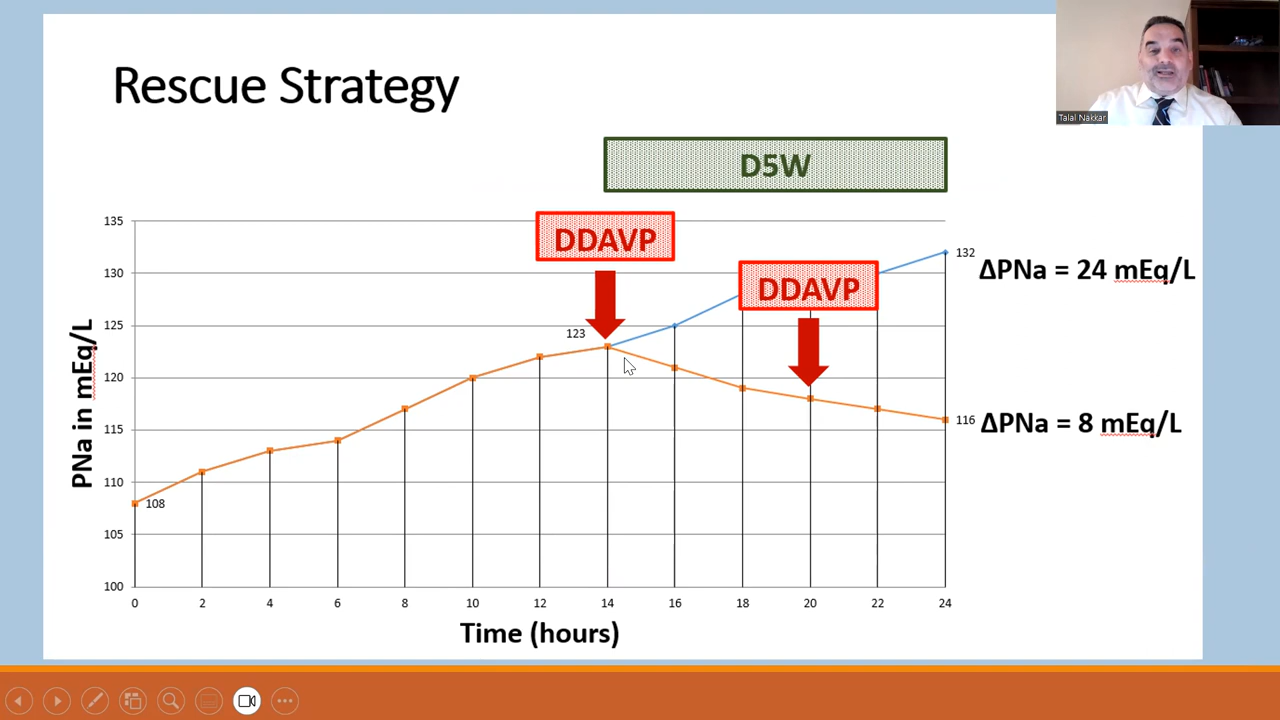 Rescue Strategy
Talal Nakkar
D5W
DDAVP
DDAVP
135
130
125
120
115
110
105
100
PNa in mEq/L
108
123
132
ΔPNa = 24 mEq/L
116
ΔPNa = 8 mEq/L
0 2 4 6 8 10 12 14 16 18 20 22 24
Time (hours)